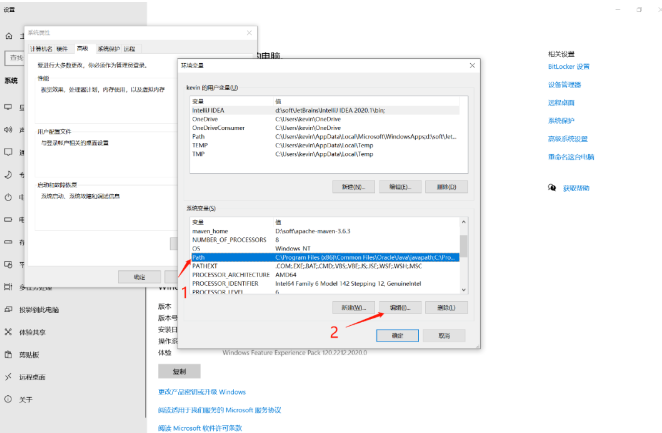 设置
系统属性
计算机名
硬件
高级
系统保护
远程
要进行大多数更改，你必须作为管理员登录。
性能
视觉效果，处理器计划，内存使用，以及虚拟内存
用户配置文件
与登录帐户相关的桌面设置
启动和故障恢复
系统启动、系统故障和调试信息
确定
查找
系统
投影到此电脑
体验共享
剪贴板
远程桌面
关于
环境变量
kevin 的用户变量(U)
变量 值
IntelliJ IDEA d:\soft\JetBrains\IntelliJ IDEA 2020.1\bin;
OneDrive C:\Users\kevin\OneDrive
OneDriveConsumer C:\Users\kevin\OneDrive
Path C:\Users\kevin\AppData\Local\Microsoft\WindowsApps;d:\soft\Jet...
TEMP C:\Users\kevin\AppData\Local\Temp
TMP C:\Users\kevin\AppData\Local\Temp
新建(N)...
编辑(E)...
删除(D)
系统变量(S)
变量 值
maven_home D:\soft\apache-maven-3.6.3
NUMBER_OF_PROCESSORS 8
OS Windows_NT
Path C:\Program Files (x86)\Common Files\Oracle\Java\javapath;C:\Pro...
PATHEXT .COM;.EXE;.BAT;.CMD;.VBS;.VBE;.JS;.JSE;.WSF;.WSH;.MSC
PROCESSOR_ARCHITECTURE AMD64
PROCESSOR_IDENTIFIER Intel64 Family 6 Model 142 Stepping 12, GenuineIntel
PROCESSOR_LEVEL 6
1
新建(W)...
编辑(I)...
删除(L)
2
确定
取消
版本
版本号
体验 Windows Feature Experience Pack 120.2212.2020.0
复制
更改产品密钥或升级 Windows
阅读适用于我们服务的 Microsoft 服务协议
阅读 Microsoft 软件许可条款
相关设置
BitLocker 设置
设备管理器
远程桌面
系统保护
高级系统设置
重命名这台电脑
获取帮助